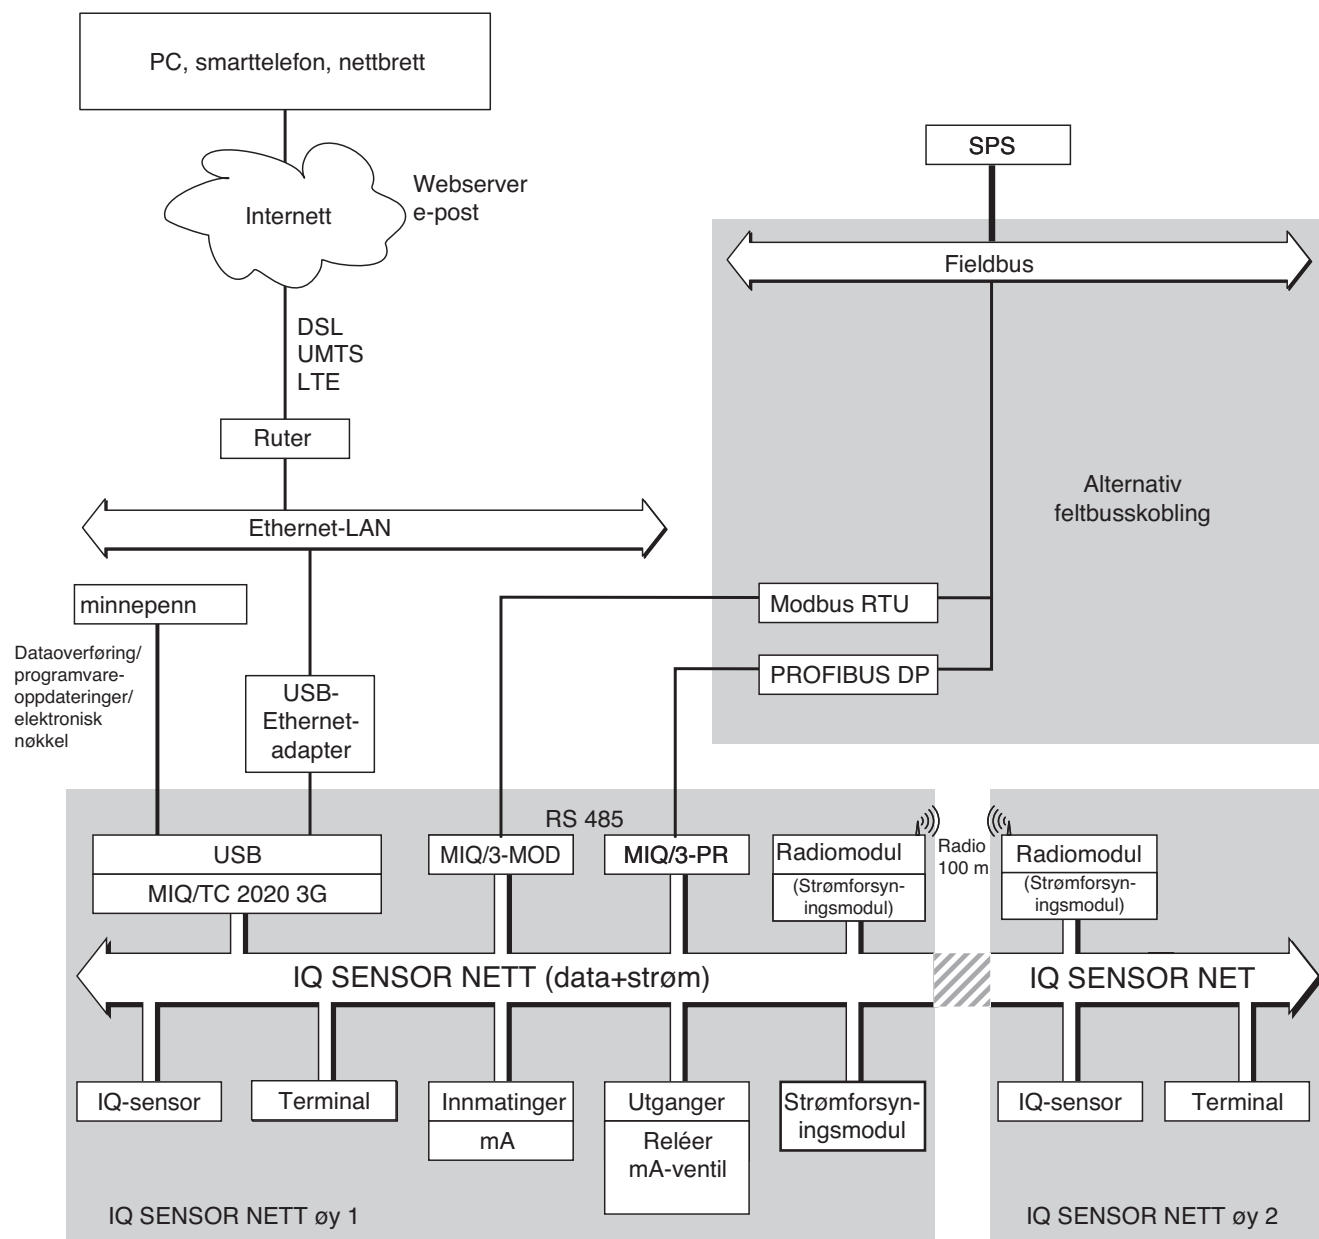 PC, smarttelefon, nettbrett
Internett
Webserver
e-post
SPS
Fieldbus
DSL
UMTS
LTE
Ruter
Ethernet-LAN
Alternativ
feltbusskobling
minnepenn
Modbus RTU
PROFIBUS DP
Dataoverføring/
programvare-
oppdateringer/
elektronisk
nøkkel
USB-
Ethernet-
adapter
RS 485
USB
MIQ/TC 2020 3G
MIQ/3-MOD
MIQ/3-PR
Radiomodul
(Strømforsyn-
ingsmodul)
Radio
100 m
Radiomodul
(Strømforsyn-
ingsmodul)
IQ SENSOR NETT (data+strøm)
IQ SENSOR NET
IQ-sensor
Terminal
Innmatinger
mA
Utganger
Reléer
mA-ventil
Strømforsyn-
ingsmodul
IQ-sensor
Terminal
IQ SENSOR NETT øy 1
IQ SENSOR NETT øy 2